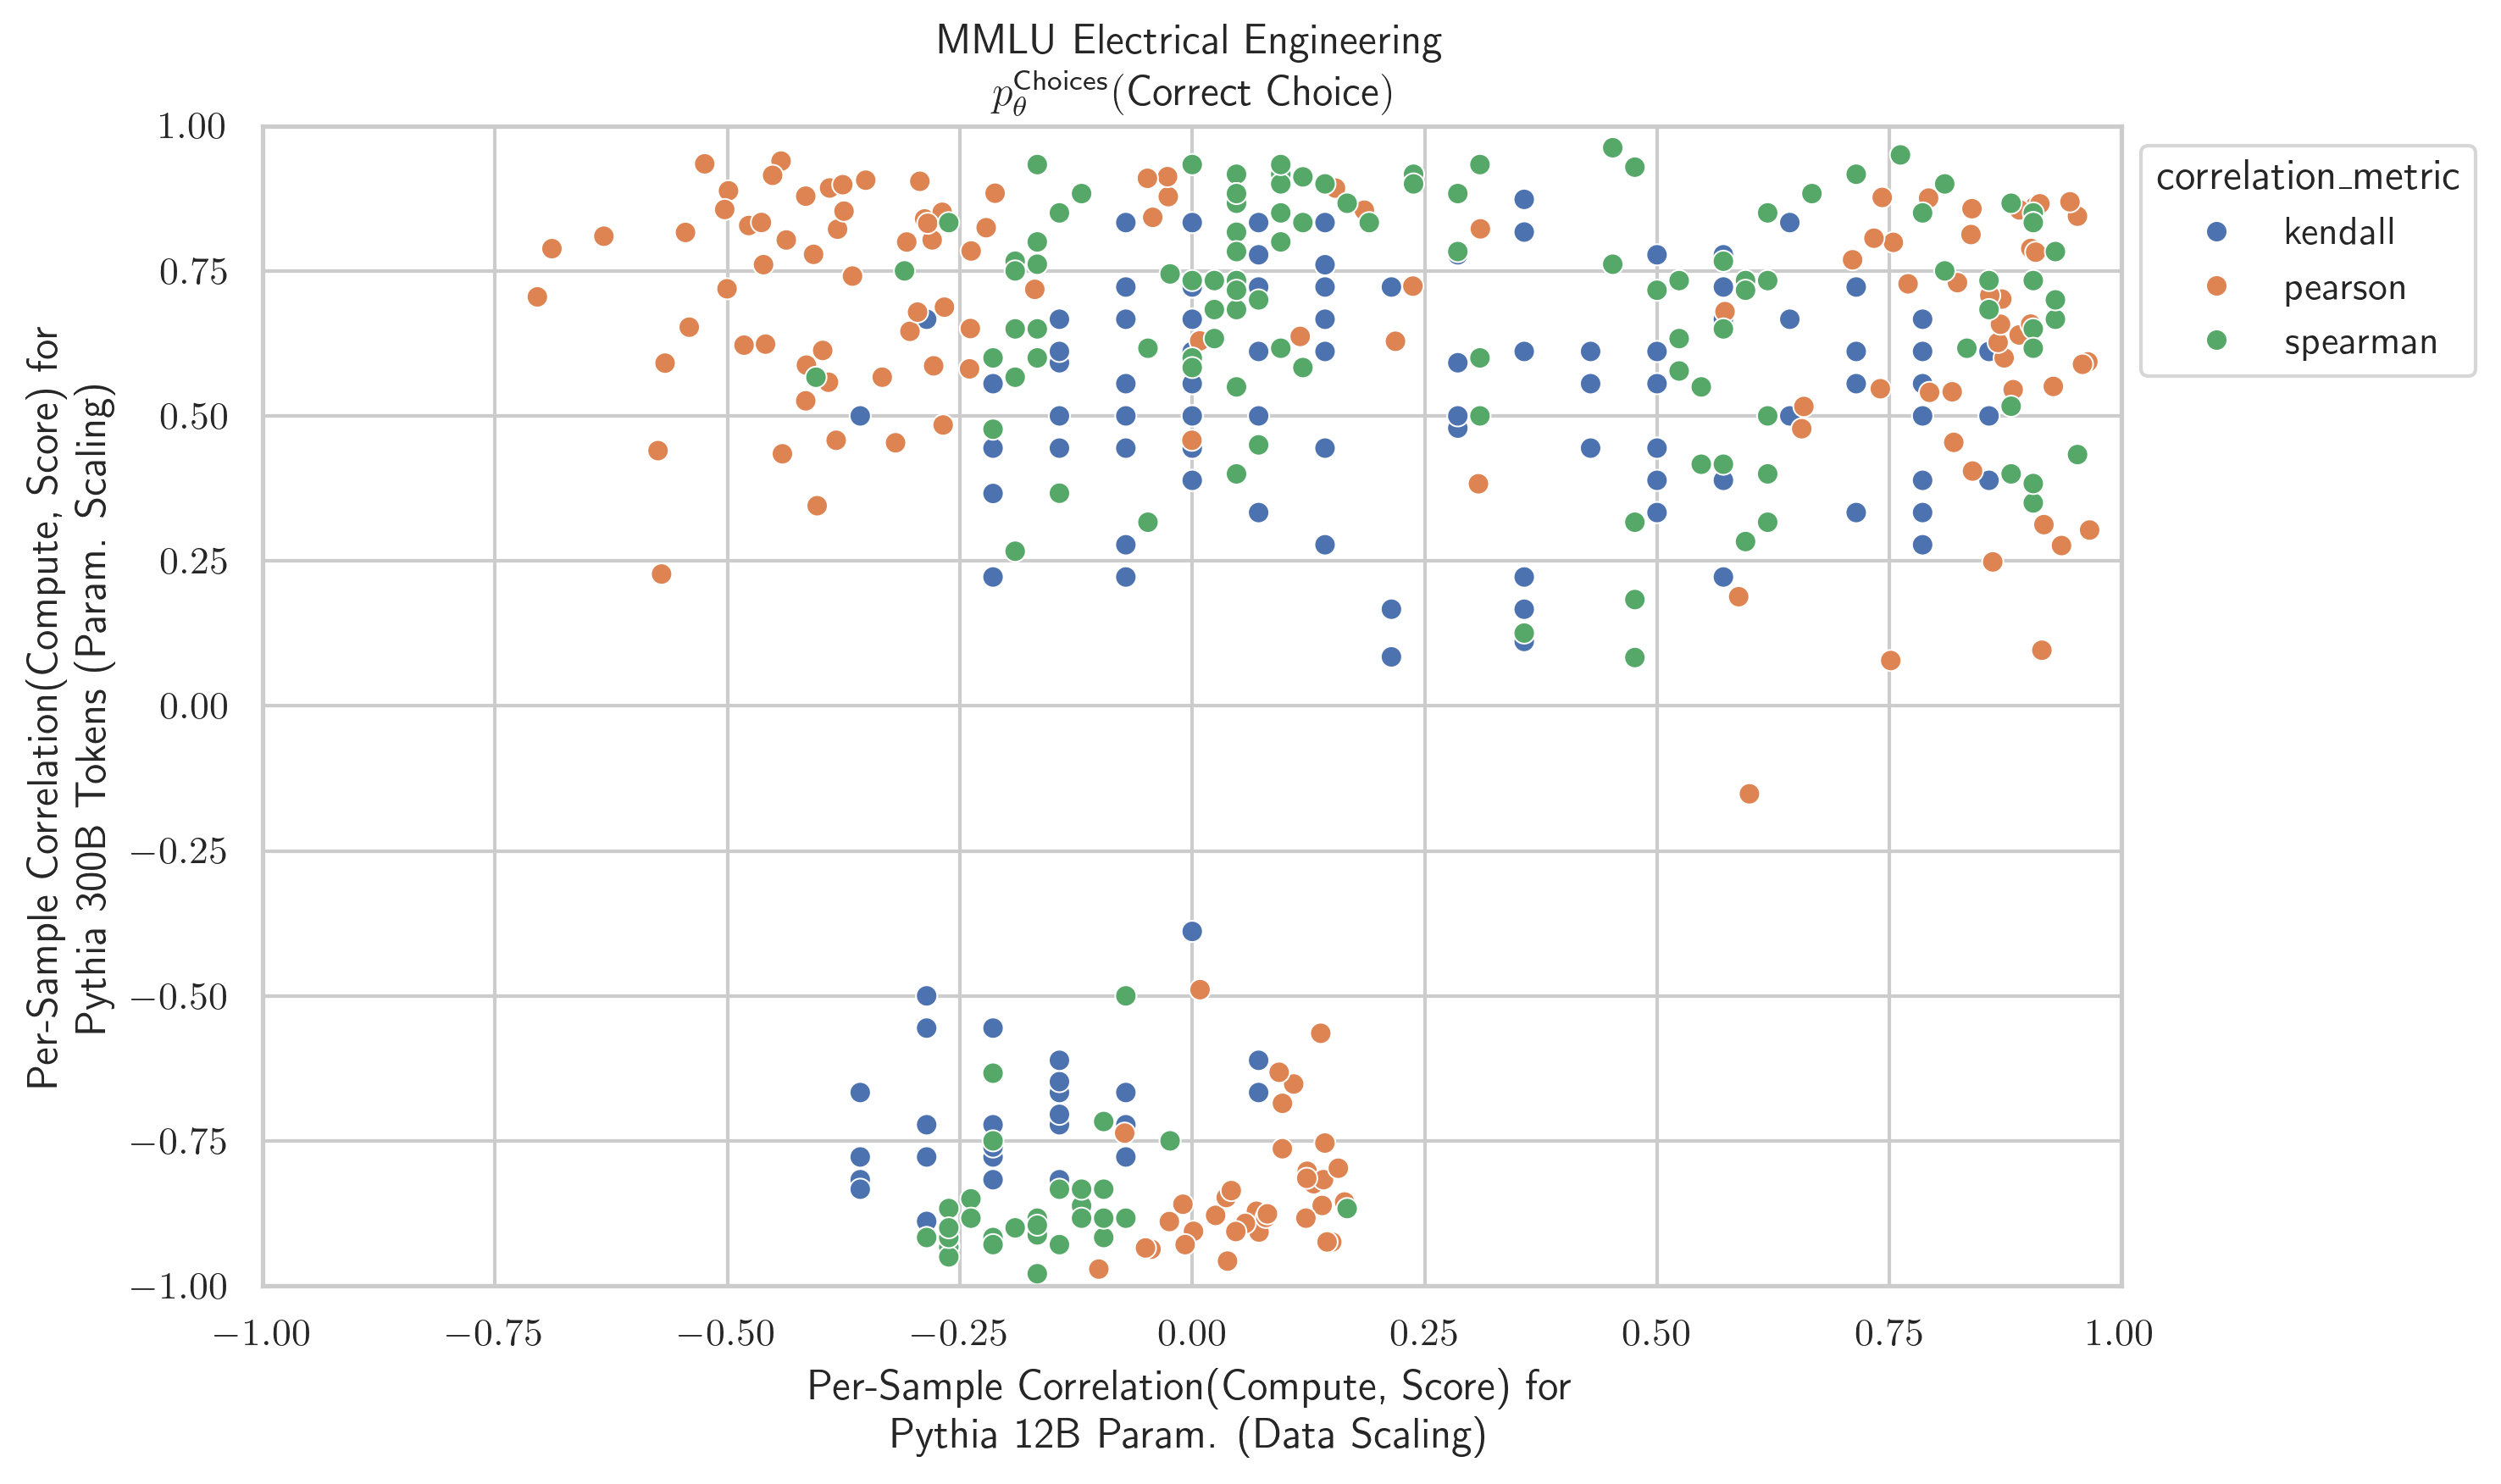 MMLU Electrical Engineering
p_θ^Choices(Correct Choice)
1.00
0.75
0.50
0.25
0.00
−0.25
−0.50
−0.75
−1.00
Per-Sample Correlation(Compute, Score) for
Pythia 300B Tokens (Param. Scaling)
−1.00
−0.75
−0.50
−0.25
0.00
0.25
0.50
0.75
1.00
Per-Sample Correlation(Compute, Score) for
Pythia 12B Param. (Data Scaling)
correlation_metric
kendall
pearson
spearman